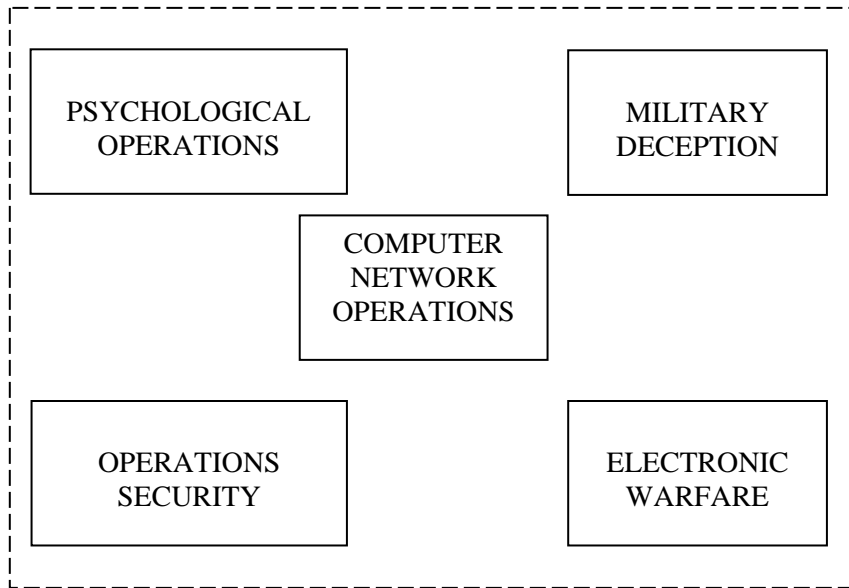 PSYCHOLOGICAL
OPERATIONS
MILITARY
DECEPTION
COMPUTER
NETWORK
OPERATIONS
OPERATIONS
SECURITY
ELECTRONIC
WARFARE